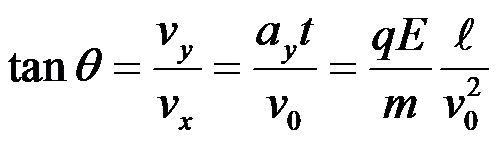 tan θ = v_y / v_x = a_y t / v_0 = qE / m ℓ / v_0^2